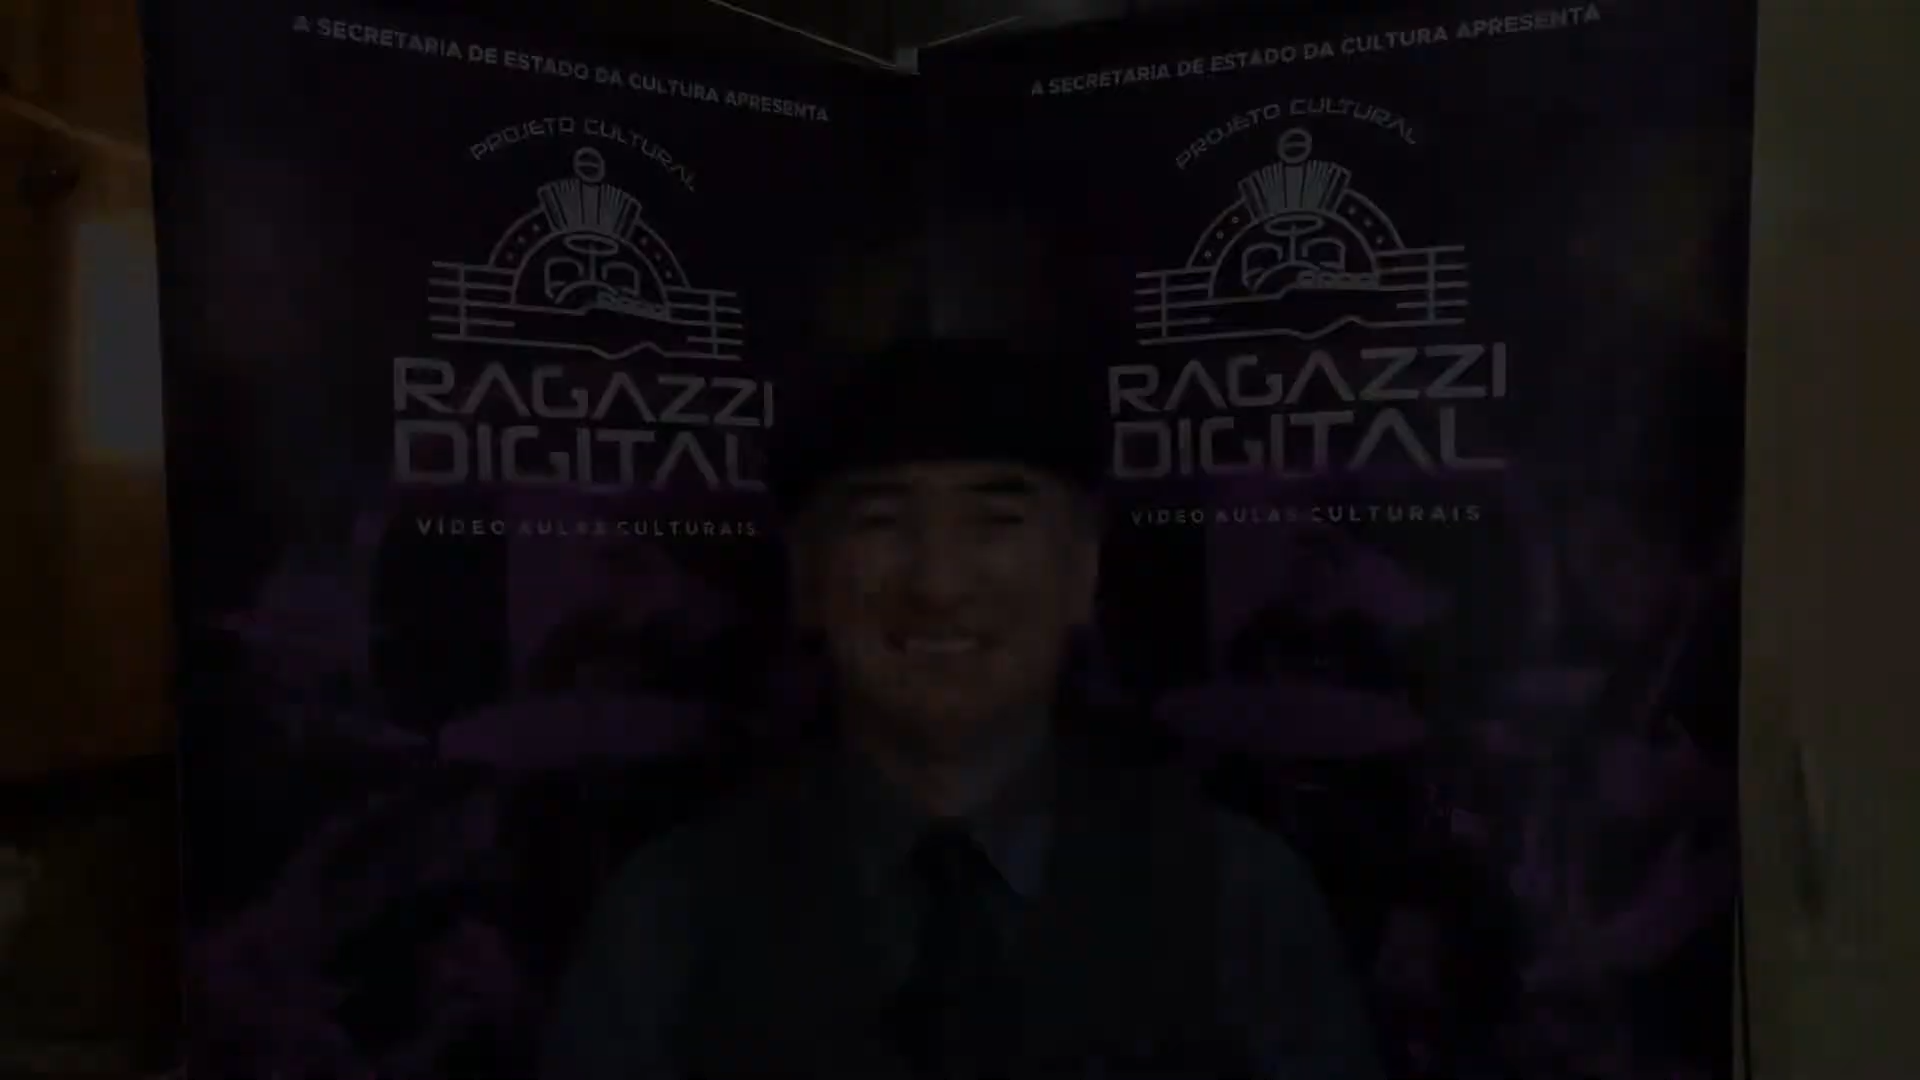 A SECRETARIA DE ESTADO DA CULTURA APRESENTA
PROJETO CULTURAL
RAGAZZI
DIGITAL
VÍDEO AULAS CULTURAIS
A SECRETARIA DE ESTADO DA CULTURA APRESENTA
PROJETO CULTURAL
RAGAZZI
DIGITAL
VÍDEO AULAS CULTURAIS